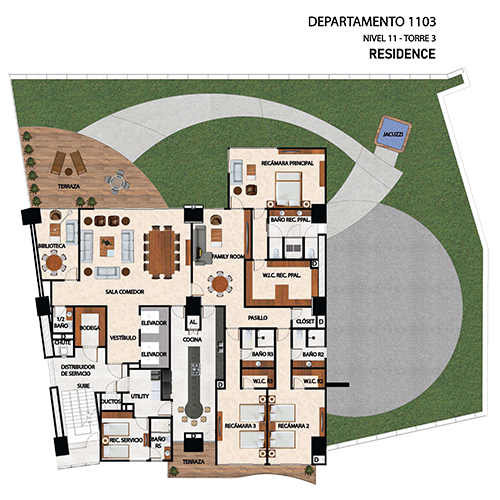 DEPARTAMENTO 1103
NIVEL 11 - TORRE 3
RESIDENCE
JACUZZI
RECÁMARA PRINCIPAL
TERRAZA
BAÑO REC. PPAL.
BIBLIOTECA
FAMILY ROOM
W.I.C. REC. PPAL.
SALA COMEDOR
PASILLO
CLÓSET
D
D
1/2
BAÑO
BODEGA
ELEVADOR
AL.
VESTÍBULO
COCINA
CHUTE
ELEVADOR
BAÑO R3
BAÑO R2
DISTRIBUIDOR
DE SERVICIO
W.I.C. R3
W.I.C. R2
SUBE
DUCTOS
UTILITY
RECÁMARA 3
RECÁMARA 2
REC. SERVICIO
BAÑO
RS
TERRAZA
D